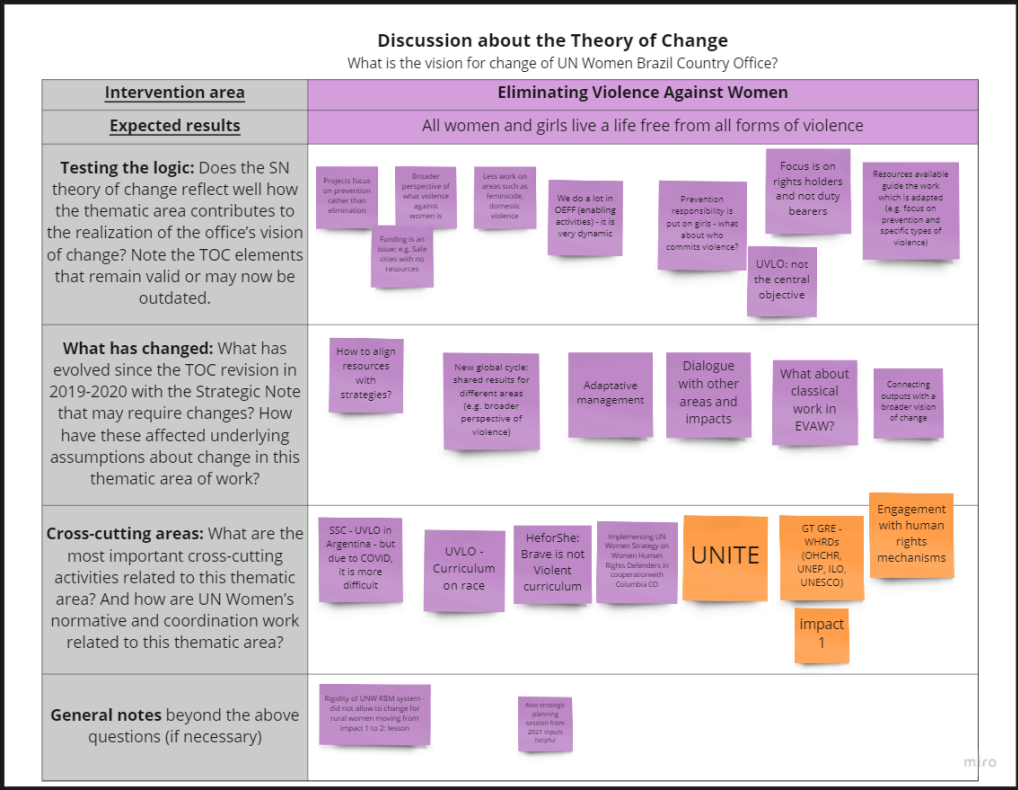 Discussion about the Theory of Change
What is the vision for change of UN Women Brazil Country Office?
Intervention area
Eliminating Violence Against Women
Expected results
All women and girls live a life free from all forms of violence
Testing the logic: Does the SN
theory of change reflect well how
the thematic area contributes to
the realization of the office's vision
of change? Note the TOC elements
that remain valid or may now be
outdated.
Projects focus
on prevention
rather than
elimination
Broader
perspective of
what violence
against
women is
Less work on
areas such as
feminicide,
domestic
violence
Funding is an
issue: e.g. Safe
cities with no
resources
We do a lot in
OEFF (enabling
activities) - it is
very dynamic
Prevention
responsibility is
put on girls - what
about who
commits violence?
Focus is on
rights holders
and not duty
bearers
UVLO: not
the central
objective
Resources available
guide the work
which is adapted
(e.g. focus on
prevention and
specific types of
violence)
What has changed: What has
evolved since the TOC revision in
2019-2020 with the Strategic Note
that may require changes? How
have these affected underlying
assumptions about change in this
thematic area of work?
How to align
resources
with
strategies?
New global cycle:
shared results for
different areas
(e.g. broader
perspective of
violence)
Adaptative
management
Dialogue
with other
areas and
impacts
What about
classical
work in
EVAW?
Connecting
outputs with a
broader vision
of change
Cross-cutting areas: What are the
most important cross-cutting
activities related to this thematic
area? And how are UN Women's
normative and coordination work
related to this thematic area?
SSC - UVLO in
Argentina - but
due to COVID,
it is more
difficult
UVLO -
Curriculum
on race
HeforShe:
Brave is not
Violent
curriculum
Implemensing UN
Women Strategy on
Women Human
Rights Defenders in
cooperationwith
Columbia CO
UNITE
GT GRE -
WHRDs
(OHCHR,
UNEP, ILO,
UNESCO)
Engagement
with human
rights
mechanisms
impact
1
General notes beyond the above
questions (if necessary)
Rigidity of UNW RBM system -
did not allow to change for
rural women moving from
impact 1 to 2: lesson
Also strategic
planning
session from
2021 inputs
helpful
miro